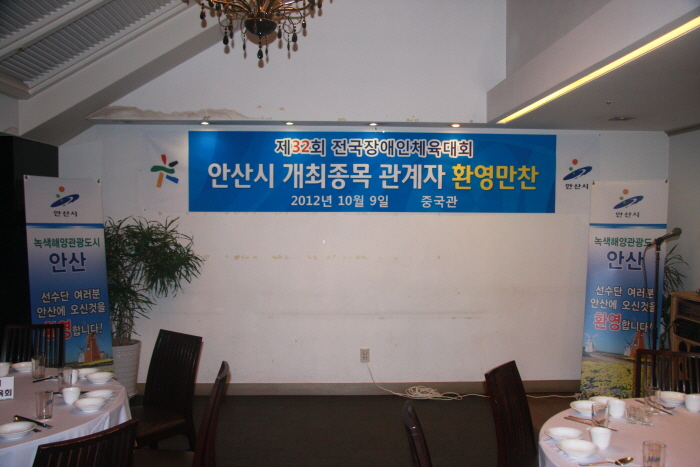 제32회 전국장애인체육대회
안산시 개최종목 관계자 환영만찬
2012년 10월 9일 중국관
안산시
안산시
녹색해양관광도시
안산
선수단 여러분
안산에 오신것을
환영합니다!
안산시
녹색해양관광도시
안산
선수단 여러분
안산에 오신것을
환영합니다!